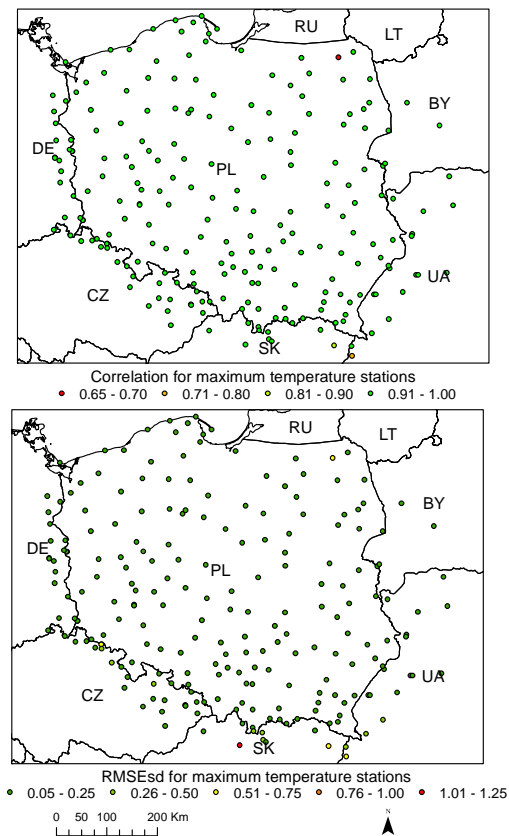 RU
LT
BY
DE
PL
UA
CZ
SK
Correlation for maximum temperature stations
0.65 - 0.70 0.71 - 0.80 0.81 - 0.90 0.91 - 1.00
RU
LT
BY
DE
PL
UA
CZ
SK
RMSEsd for maximum temperature stations
0.05 - 0.25 0.26 - 0.50 0.51 - 0.75 0.76 - 1.00 1.01 - 1.25
0 50 100 200 Km
N